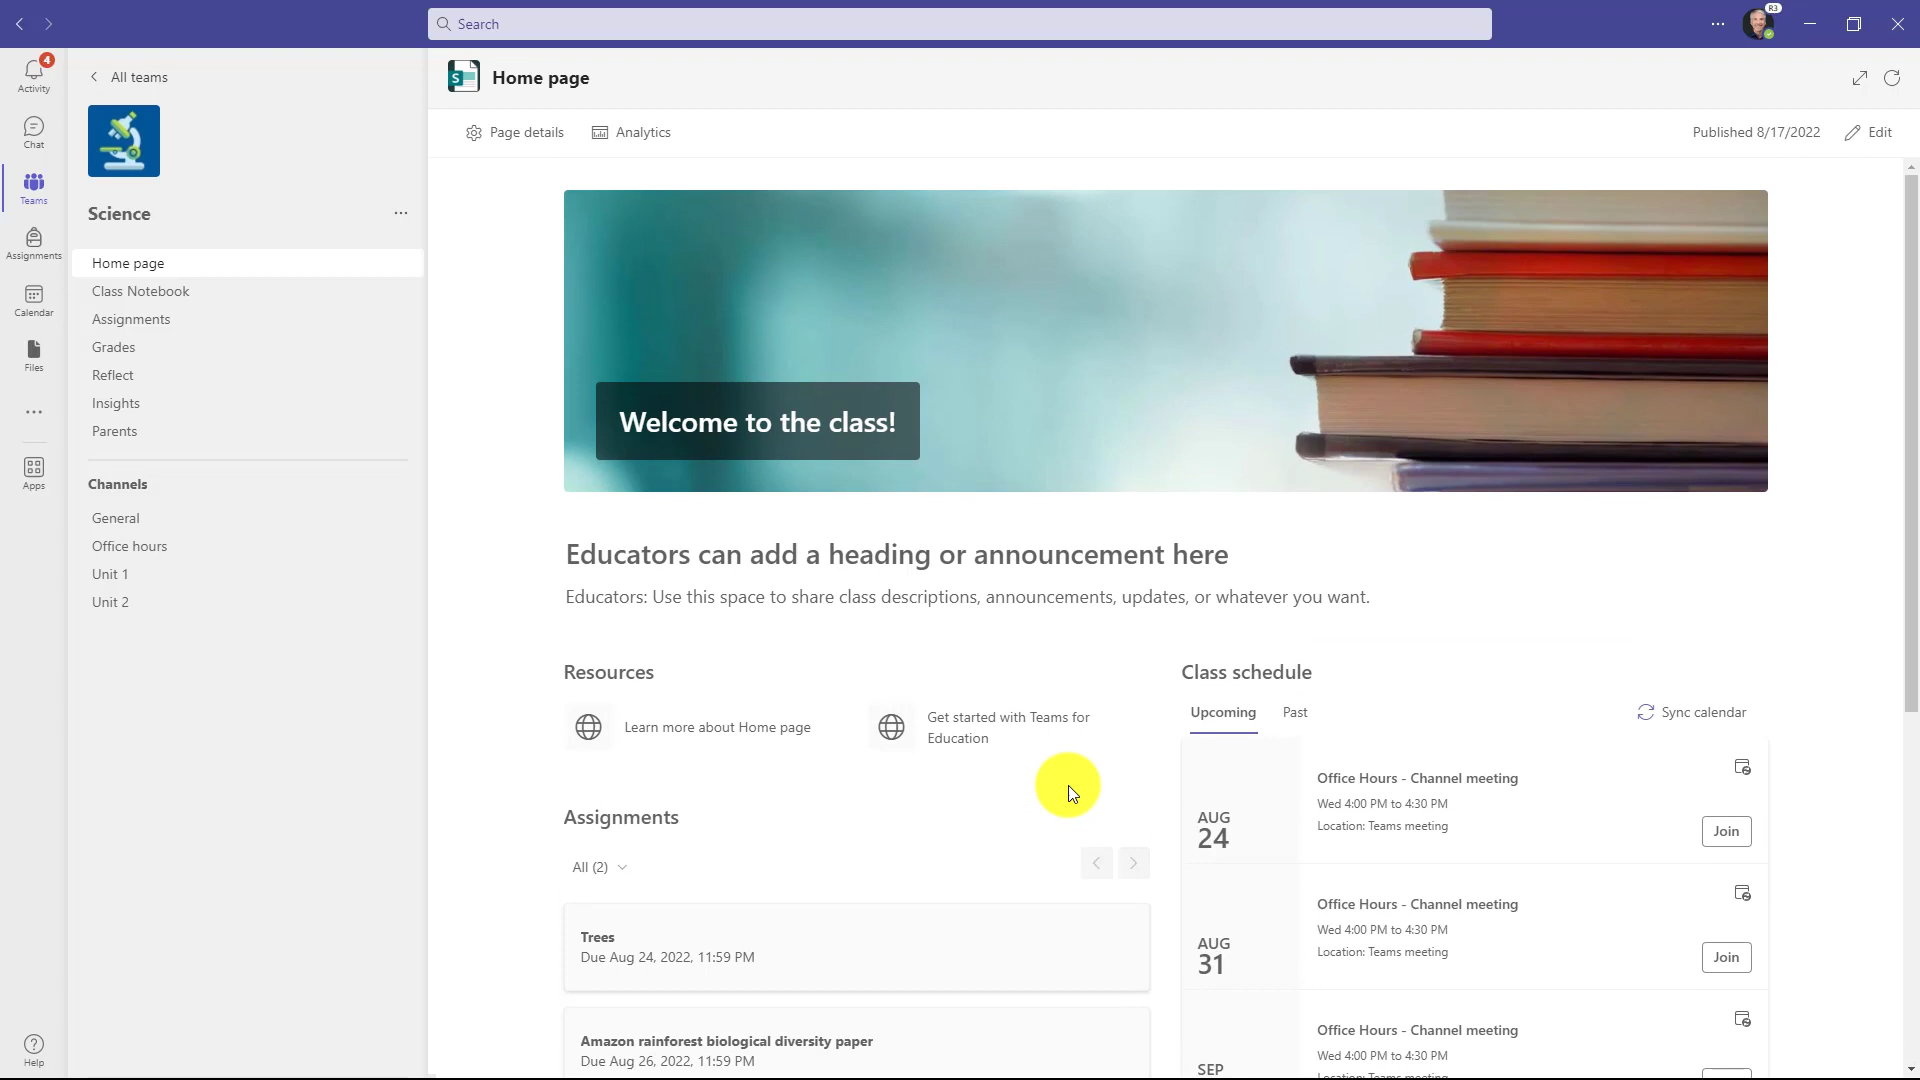 Search
R3
4
Activity
Chat
Teams
Assignments
Calendar
Files
Apps
Help
All teams
Science
Home page
Class Notebook
Assignments
Grades
Reflect
Insights
Parents
Channels
General
Office hours
Unit 1
Unit 2
S
Home page
Page details
Analytics
Published 8/17/2022
Edit
Welcome to the class!
Educators can add a heading or announcement here
Educators: Use this space to share class descriptions, announcements, updates, or whatever you want.
Resources
Learn more about Home page
Get started with Teams for
Education
Assignments
All (2)
Trees
Due Aug 24, 2022, 11:59 PM
Amazon rainforest biological diversity paper
Due Aug 26, 2022, 11:59 PM
Class schedule
Upcoming
Past
Sync calendar
AUG
24
Office Hours - Channel meeting
Wed 4:00 PM to 4:30 PM
Location: Teams meeting
Join
AUG
31
Office Hours - Channel meeting
Wed 4:00 PM to 4:30 PM
Location: Teams meeting
Join
SEP
Office Hours - Channel meeting
Wed 4:00 PM to 4:30 PM
Location: Teams meeting